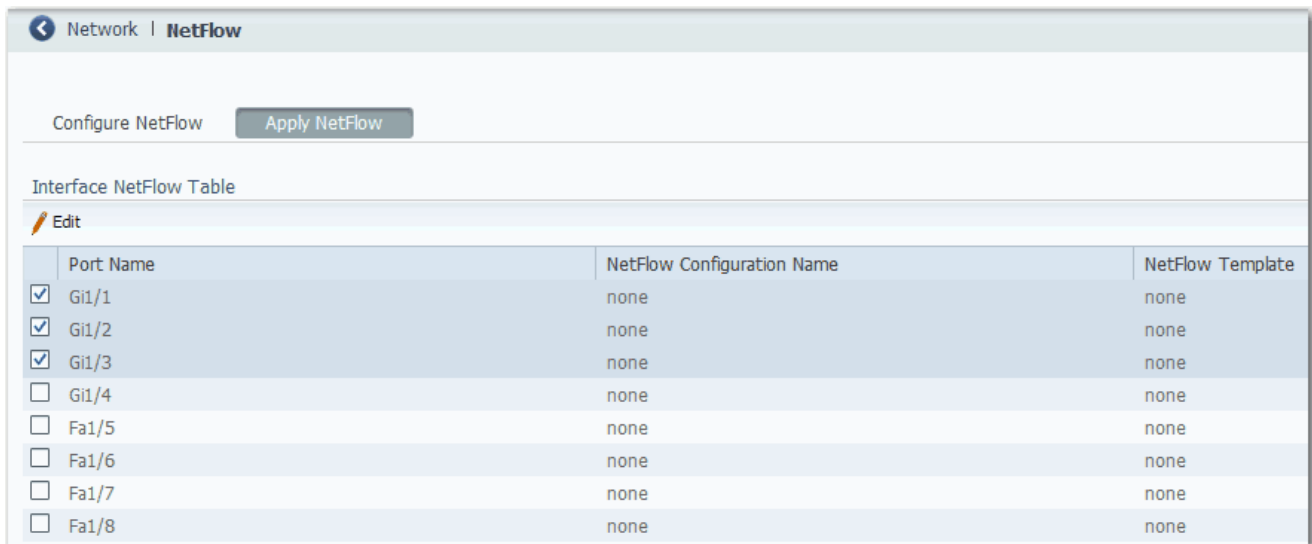 Network | NetFlow
Configure NetFlow Apply NetFlow
Interface NetFlow Table
Edit
Port Name NetFlow Configuration Name NetFlow Template
Gi1/1 none none
Gi1/2 none none
Gi1/3 none none
Gi1/4 none none
Fa1/5 none none
Fa1/6 none none
Fa1/7 none none
Fa1/8 none none